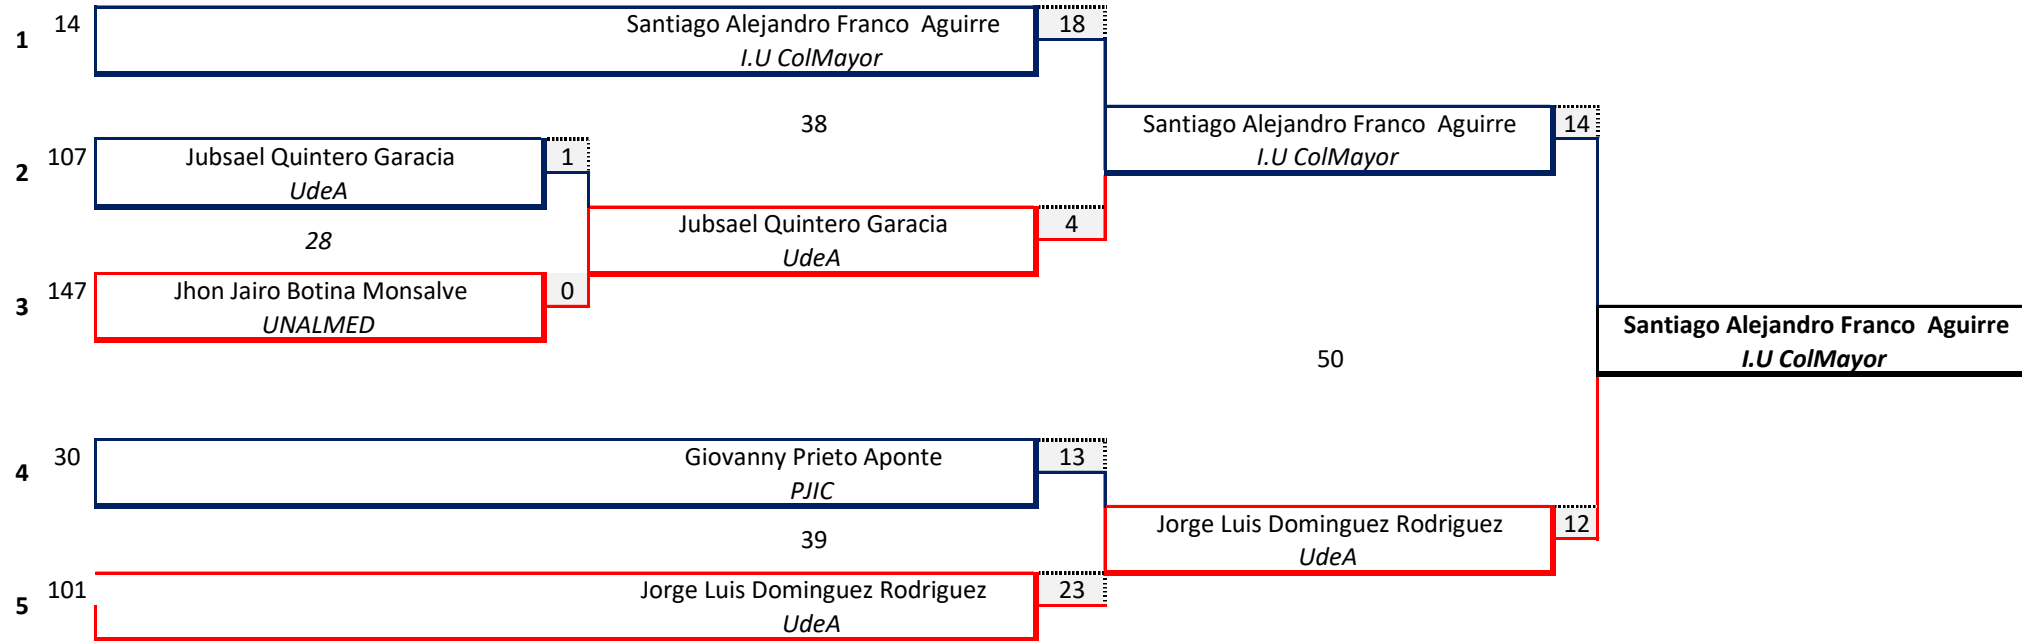 14
Santiago Alejandro Franco  Aguirre
18
1
I.U ColMayor
38
Santiago Alejandro Franco  Aguirre
14
I.U ColMayor
107
Jubsael Quintero Garacia
1
2
UdeA
28
Jubsael Quintero Garacia
4
UdeA
147
Jhon Jairo Botina Monsalve
0
3
UNALMED
Santiago Alejandro Franco  Aguirre
I.U ColMayor
50
30
Giovanny Prieto Aponte
13
4
PJIC
39
Jorge Luis Dominguez Rodriguez
12
UdeA
101
Jorge Luis Dominguez Rodriguez
23
5
UdeA